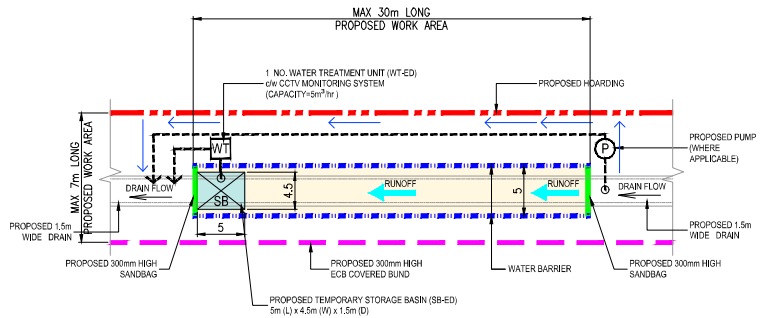 MAX 30m LONG
PROPOSED WORK AREA
1 NO. WATER TREATMENT UNIT (WT-ED)
c/w CCTV MONITORING SYSTEM
(CAPACITY=5m³/hr )
PROPOSED HOARDING
MAX 7m LONG
PROPOSED WORK AREA
WT
P
PROPOSED PUMP
(WHERE
APPLICABLE)
DRAIN FLOW
SB
4.5
5
RUNOFF
5
RUNOFF
DRAIN FLOW
PROPOSED 1.5m
WIDE DRAIN
PROPOSED 1.5m
WIDE DRAIN
PROPOSED 300mm HIGH
SANDBAG
PROPOSED 300mm HIGH
ECB COVERED BUND
WATER BARRIER
PROPOSED 300mm HIGH
SANDBAG
PROPOSED TEMPORARY STORAGE BASIN (SB-ED)
5m (L) x 4.5m (W) x 1.5m (D)